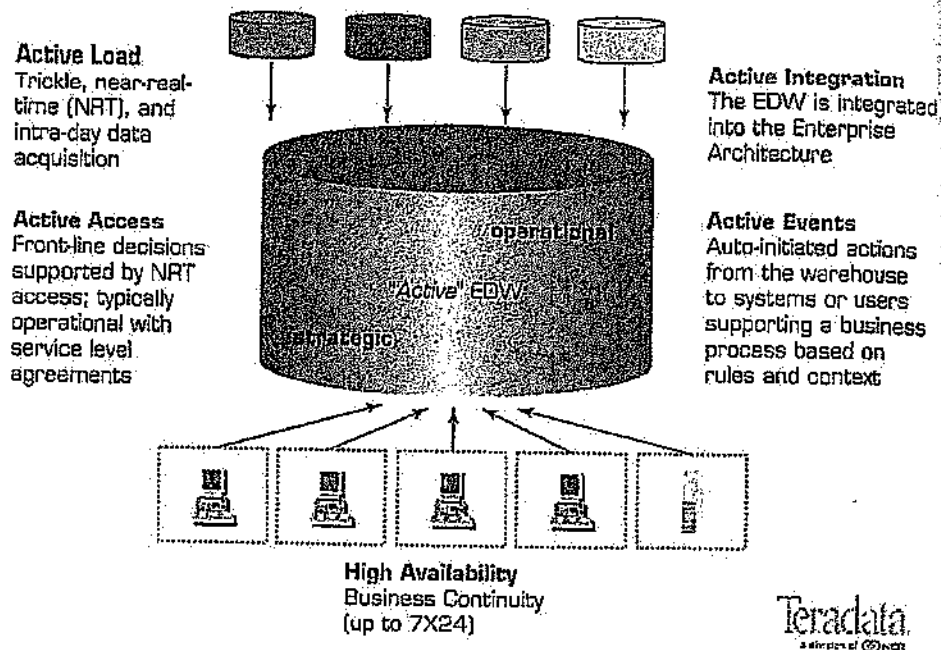 Active Load
Trickle, near-real-
time (NRT), and
intra-day data
acquisition
Active Integration
The EDW is integrated
into the Enterprise
Architecture
Active Access
Front-line decisions
supported by NRT
access; typically
operational with
service level
agreements
operational
"Active" EDW
strategic
Active Events
Auto-initiated actions
from the warehouse
to systems or users
supporting a business
process based on
rules and context
High Availability
Business Continuity
(up to 7X24)
Teradata
a division of NCR